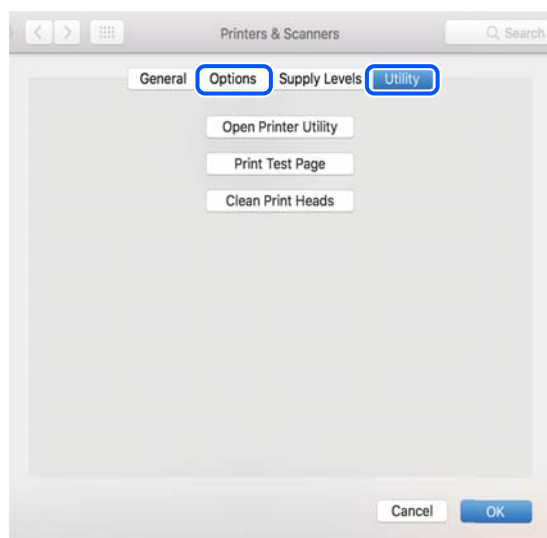 Printers & Scanners Search
General Options Supply Levels Utility
Open Printer Utility
Print Test Page
Clean Print Heads
Cancel OK